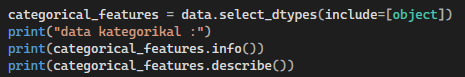 categorical_features = data.select_dtypes(include=[object])
print("data kategorikal :")
print(categorical_features.info())
print(categorical_features.describe())